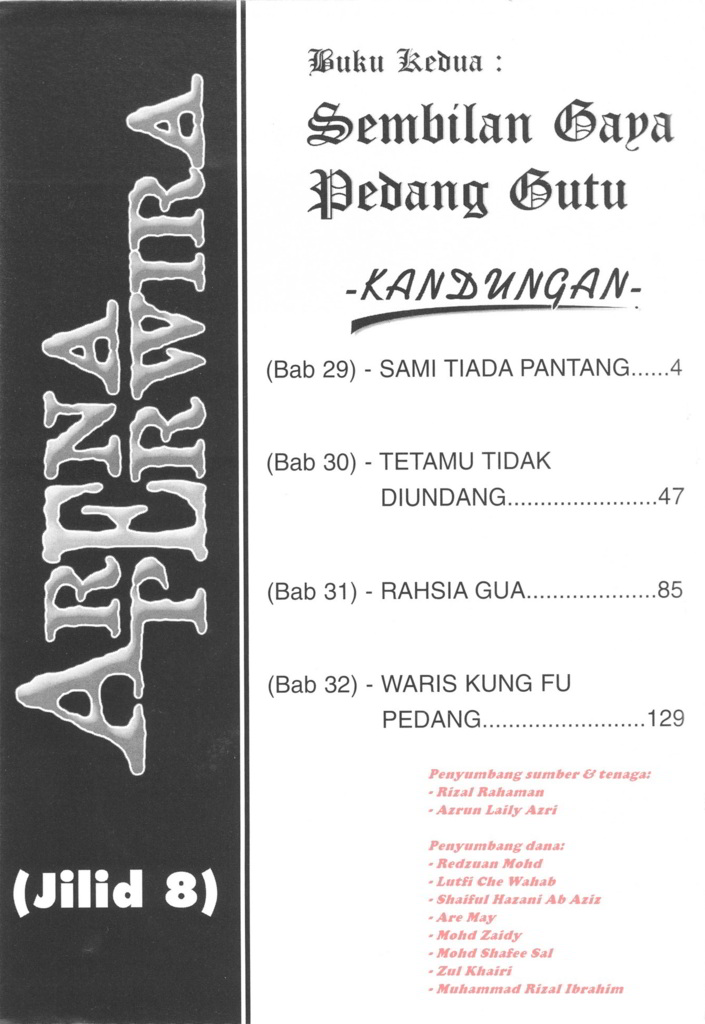 ARENA
PERWIRA
(Jilid 8)
Buku Kedua :
Sembilan Gaya
Pedang Gutu
-KANDUNGAN-
(Bab 29) - SAMI TIADA PANTANG......4
(Bab 30) - TETAMU TIDAK
DIUNDANG.......................47
(Bab 31) - RAHSIA GUA....................85
(Bab 32) - WARIS KUNG FU
PEDANG.........................129
Penyumbang sumber & tenaga:
- Rizal Rahaman
- Azrun Laily Azri
Penyumbang dana:
- Redzuan Mohd
- Lutfi Che Wahab
- Shaiful Hazani Ab Aziz
- Are May
- Mohd Zaidy
- Mohd Shafee Sal
- Zul Khairi
- Muhammad Rizal Ibrahim